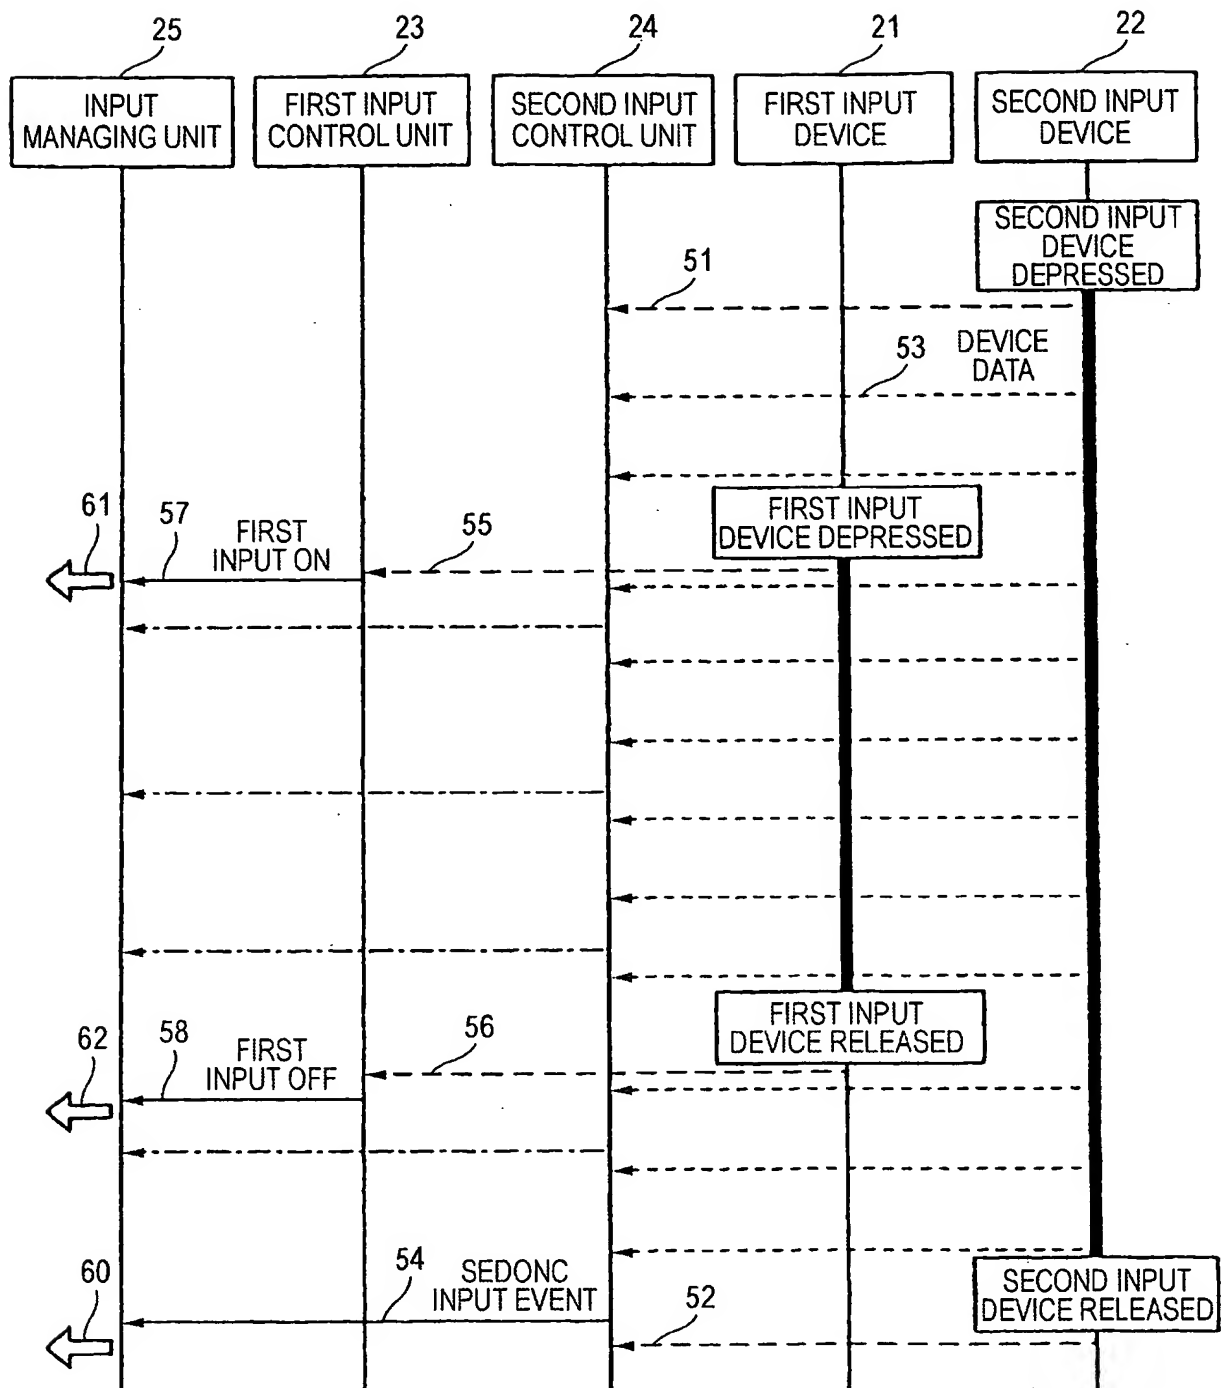 25
23
24
21
22
INPUT
MANAGING UNIT
FIRST INPUT
CONTROL UNIT
SECOND INPUT
CONTROL UNIT
FIRST INPUT
DEVICE
SECOND INPUT
DEVICE
SECOND INPUT
DEVICE
DEPRESSED
51
53
DEVICE
DATA
61
57
FIRST
INPUT ON
55
FIRST INPUT
DEVICE DEPRESSED
62
58
FIRST
INPUT OFF
56
FIRST INPUT
DEVICE RELEASED
60
54
SEDONC
INPUT EVENT
52
SECOND INPUT
DEVICE RELEASED